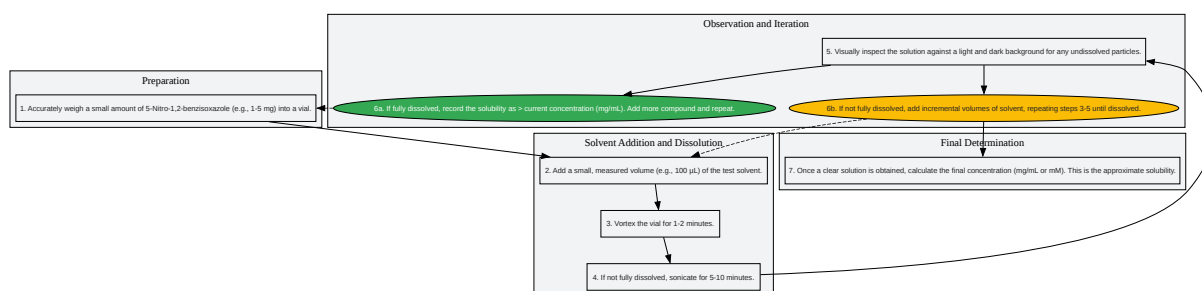 Observation and Iteration
5. Visually inspect the solution against a light and dark background for any undissolved particles.
Preparation
1. Accurately weigh a small amount of 5-Nitro-1,2-benzisoxazole (e.g., 1-5 mg) into a vial.
6a. If fully dissolved, record the solubility as > current concentration (mg/mL). Add more compound and repeat.
6b. If not fully dissolved, add incremental volumes of solvent, repeating steps 3-5 until dissolved.
Solvent Addition and Dissolution
2. Add a small, measured volume (e.g., 100 µL) of the test solvent.
3. Vortex the vial for 1-2 minutes.
4. If not fully dissolved, sonicate for 5-10 minutes.
Final Determination
7. Once a clear solution is obtained, calculate the final concentration (mg/mL or mM). This is the approximate solubility.